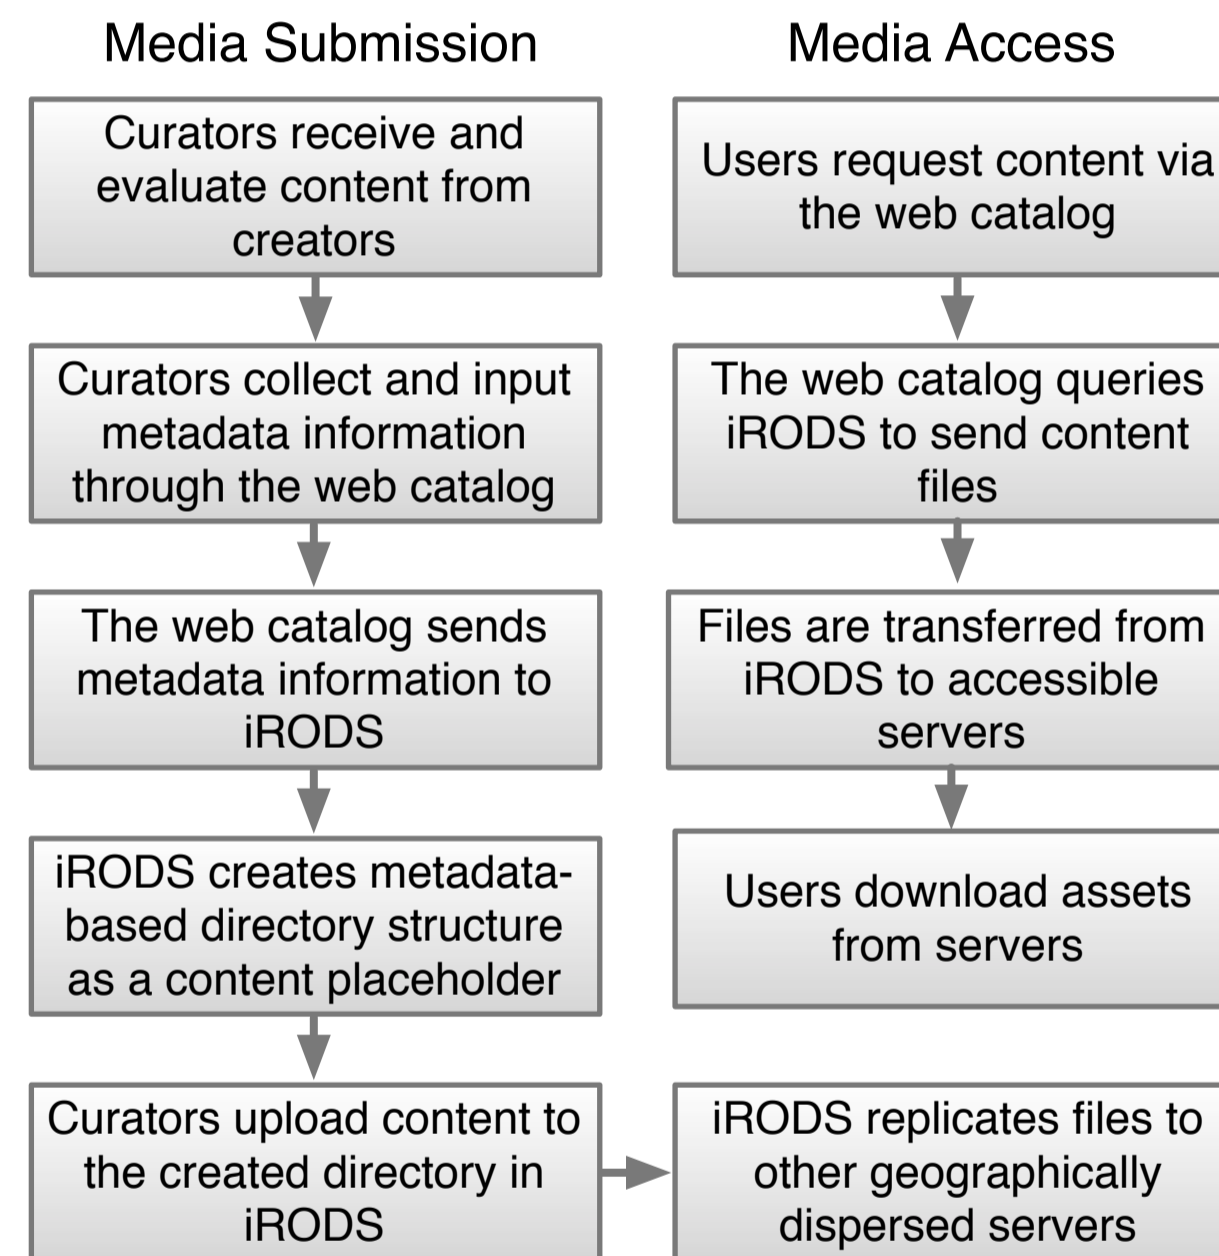 Media Submission
Curators receive and
evaluate content from
creators
Curators collect and input
metadata information
through the web catalog
The web catalog sends
metadata information to
iRODS
iRODS creates metadata-
based directory structure
as a content placeholder
Curators upload content to
the created directory in
iRODS
Media Access
Users request content via
the web catalog
The web catalog queries
iRODS to send content
files
Files are transferred from
iRODS to accessible
servers
Users download assets
from servers
iRODS replicates files to
other geographically
dispersed servers